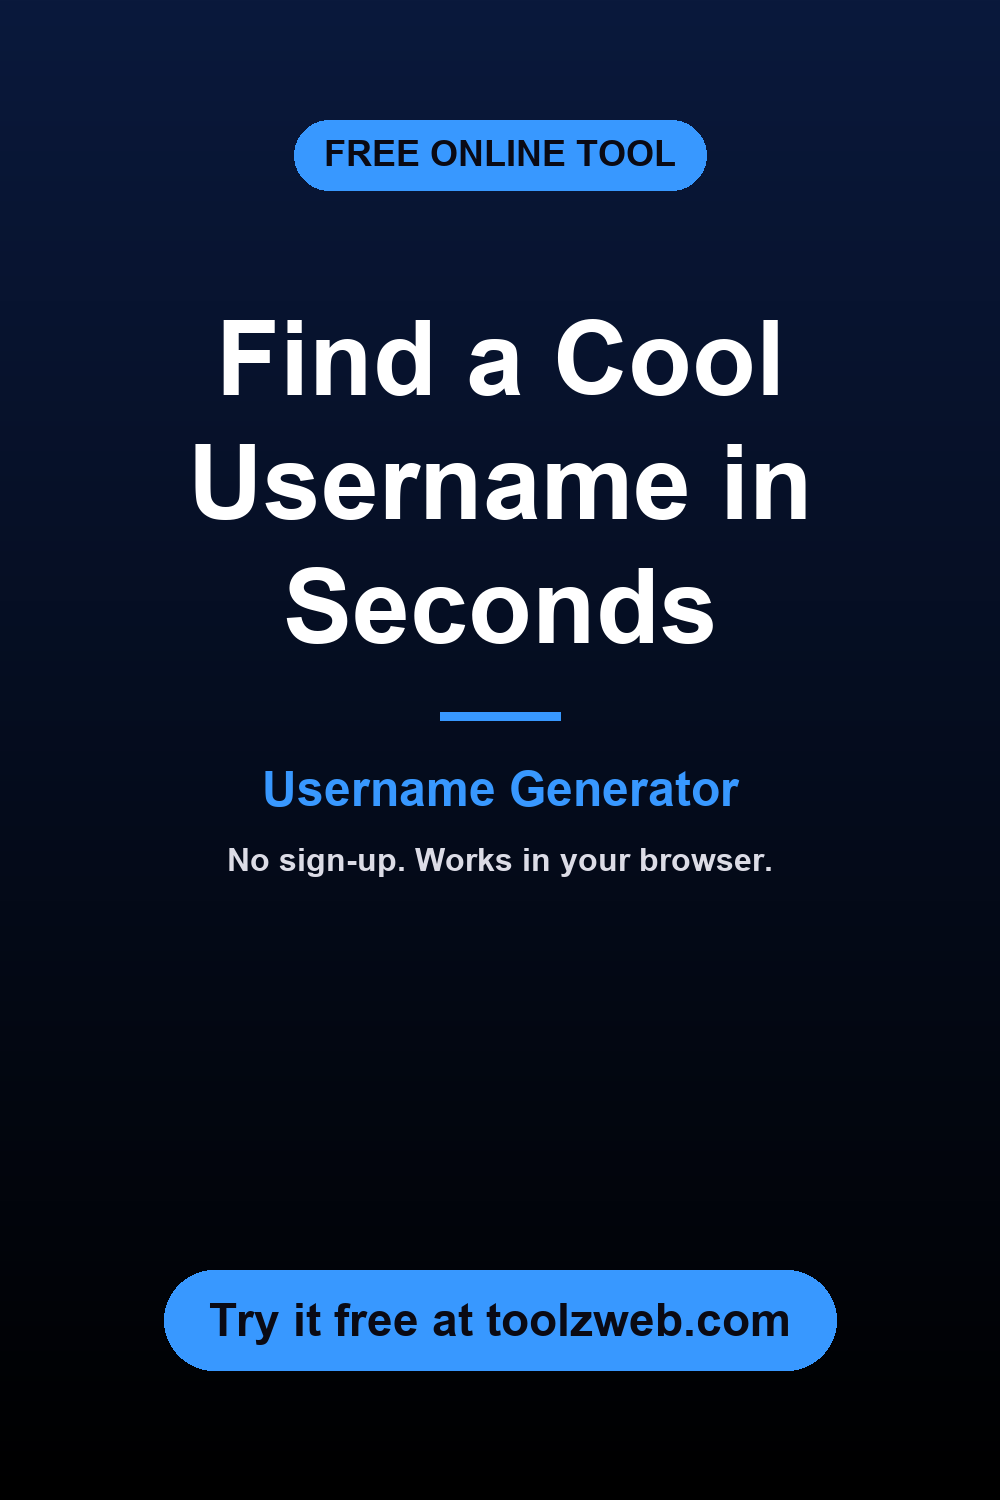 FREE ONLINE TOOL
Find a Cool
Username in
Seconds
Username Generator
No sign-up. Works in your browser.
Try it free at toolzweb.com